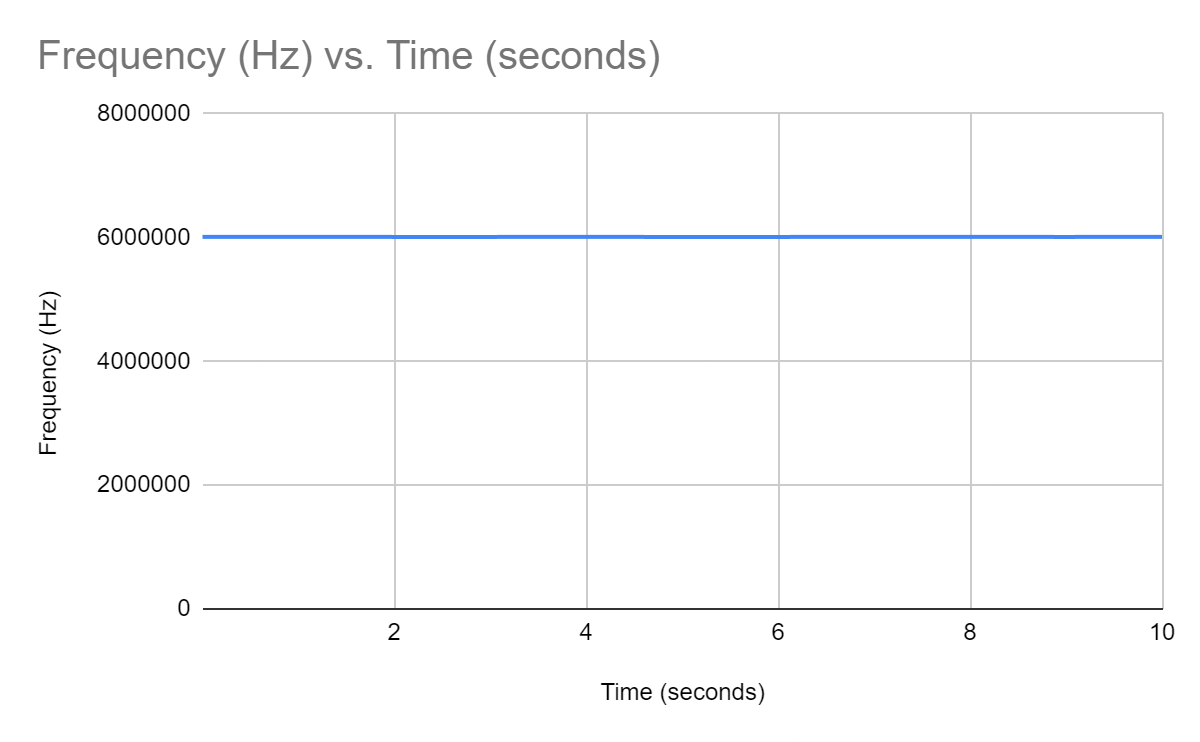 Frequency (Hz) vs. Time (seconds)
8000000
6000000
4000000
2000000
0
Frequency (Hz)
2 4 6 8 10
Time (seconds)